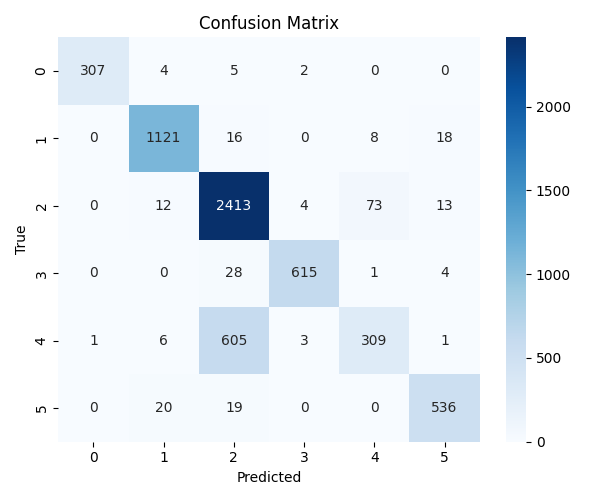 Confusion Matrix
0 307 4 5 2 0 0
1 0 1121 16 0 8 18
2 0 12 2413 4 73 13
3 0 0 28 615 1 4
4 1 6 605 3 309 1
5 0 20 19 0 0 536
0 1 2 3 4 5
Predicted
True
2000
1500
1000
500
0